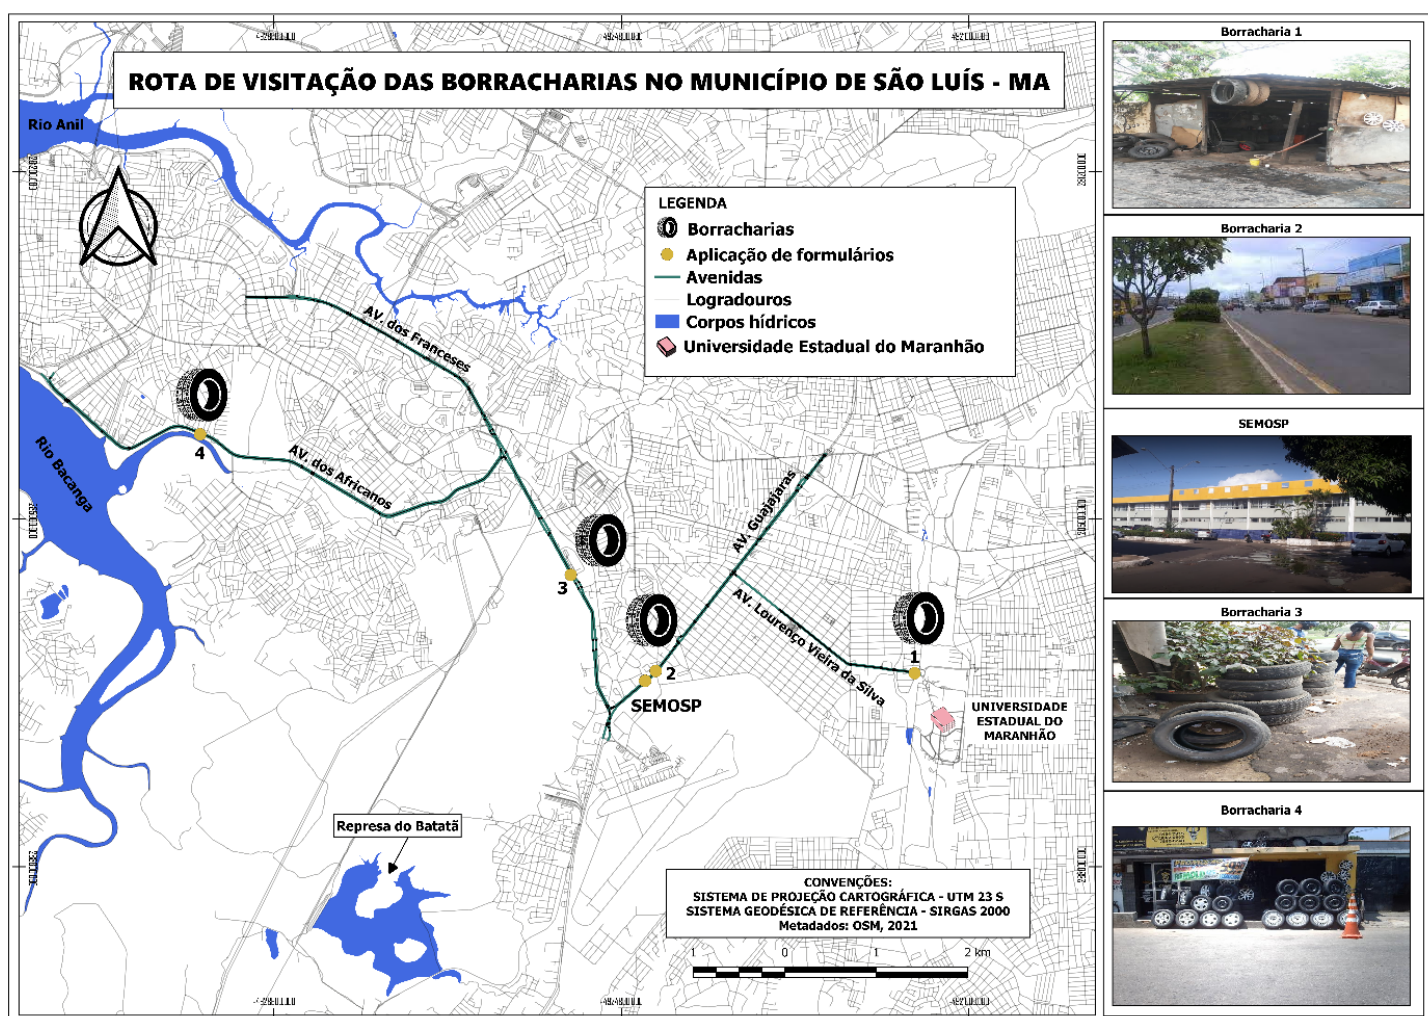 ROTA DE VISITAÇÃO DAS BORRACHARIAS NO MUNICÍPIO DE SÃO LUÍS - MA
Rio Anil
LEGENDA
Borracharias
Aplicação de formulários
Avenidas
Logradouros
Corpos hídricos
Universidade Estadual do Maranhão
AV. dos Franceses
AV. dos Africanos
Rio Bacanga
AV. Guajajaras
AV. Lourenço Vieira da Silva
4
3
2
1
SEMOSP
UNIVERSIDADE
ESTADUAL DO
MARANHÃO
Represa do Batatã
CONVENÇÕES:
SISTEMA DE PROJEÇÃO CARTOGRÁFICA - UTM 23 S
SISTEMA GEODÉSICA DE REFERÊNCIA - SIRGAS 2000
Metadados: OSM, 2021
1 0 1 2 km
Borracharia 1
Borracharia 2
SEMOSP
Borracharia 3
Borracharia 4